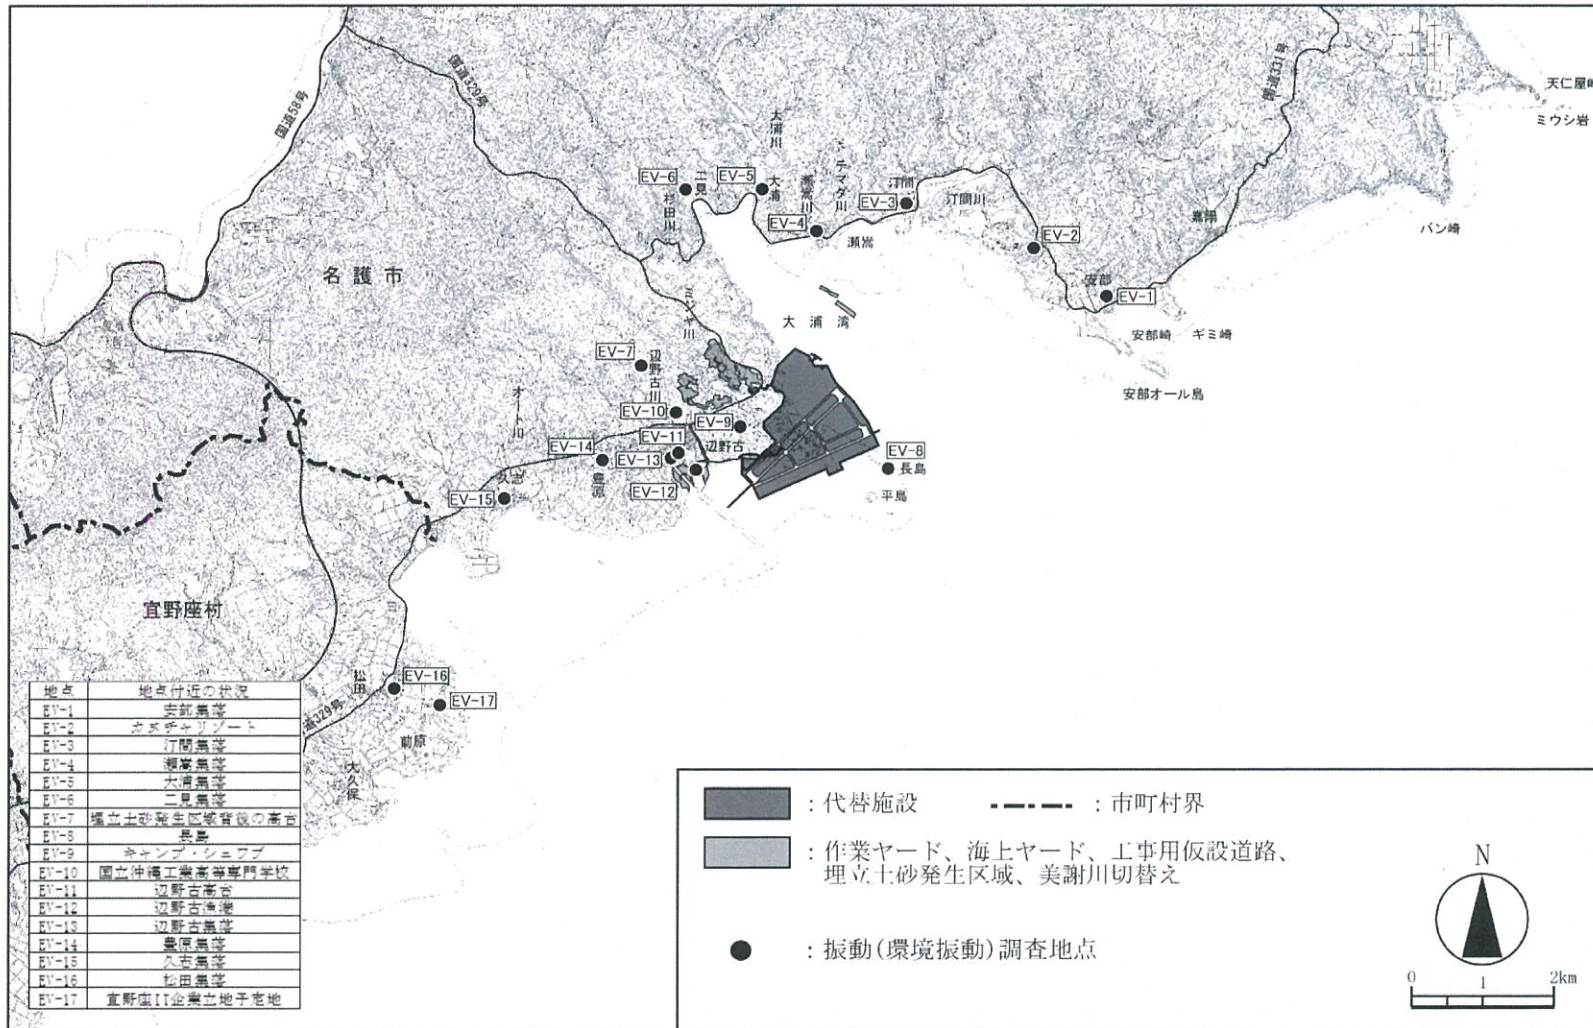 国道58号
国道329号
国道331号
天仁屋崎
ミウシ岩
バン崎
大浦川
テマダ川
瀬嵩川
汀間
汀間川
嘉陽
EV-6
二見
杉田川
EV-5
大浦
EV-4
瀬嵩
EV-3
EV-2
安部
EV-1
安部崎
ギミ崎
安部オール島
名護市
大浦湾
EV-7
辺野古川
オート川
EV-10
EV-9
辺野古
EV-11
EV-14
EV-13
豊原
EV-12
EV-8
長島
平島
久志
EV-15
宜野座村
松田
EV-16
EV-17
前原
大久保
道329号
地点 地点付近の状況
EV-1 安部集落
EV-2 カヌチャリゾート
EV-3 汀間集落
EV-4 瀬嵩集落
EV-5 大浦集落
EV-6 二見集落
EV-7 埋立土砂発生区域背後の高台
EV-8 長島
EV-9 キャンプ・シュワブ
EV-10 国立沖縄工業高等専門学校
EV-11 辺野古高台
EV-12 辺野古漁港
EV-13 辺野古集落
EV-14 豊原集落
EV-15 久志集落
EV-16 松田集落
EV-17 宜野座IT企業立地予定地
：代替施設
：市町村界
：作業ヤード、海上ヤード、工事用仮設道路、
埋立土砂発生区域、美謝川切替え
：振動(環境振動)調査地点
N
0 1 2km